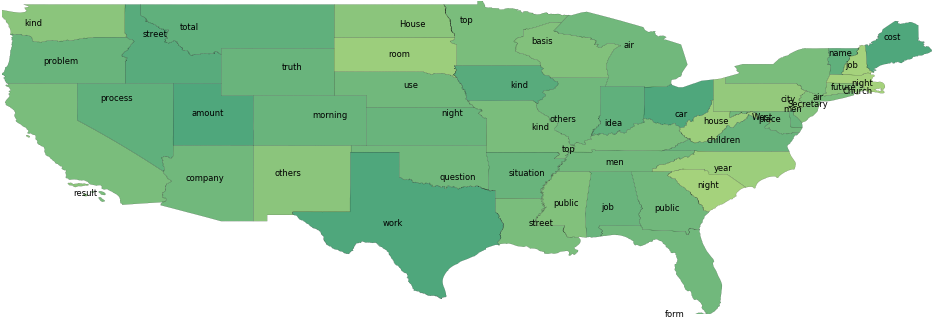 kind
House
top
total
street
cost
basis
air
name
room
problem
truth
job
use
kind
night
future
Church
process
city
air
Secretary
men
amount
morning
night
car
West
place
others
house
idea
kind
children
top
men
year
situation
others
question
company
night
result
public
job
public
work
street
form